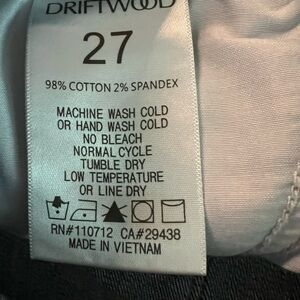 DRIFTWOOD
27
98% COTTON 2% SPANDEX
MACHINE WASH COLD
OR HAND WASH COLD
NO BLEACH
NORMAL CYCLE
TUMBLE DRY
LOW TEMPERATURE
OR LINE DRY
RN#110712 CA#29438
MADE IN VIETNAM